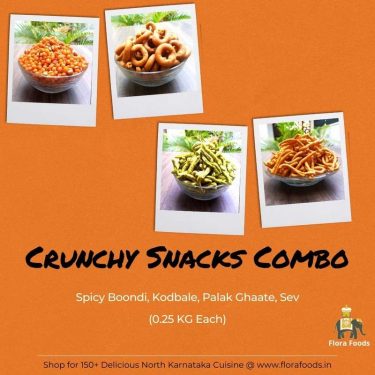 Crunchy Snacks Combo
Spicy Boondi, Kodbale, Palak Ghaate, Sev
(0.25 KG Each)
Flora Foods
Shop for 150+ Delicious North Karnataka Cuisine @ www.florafoods.in